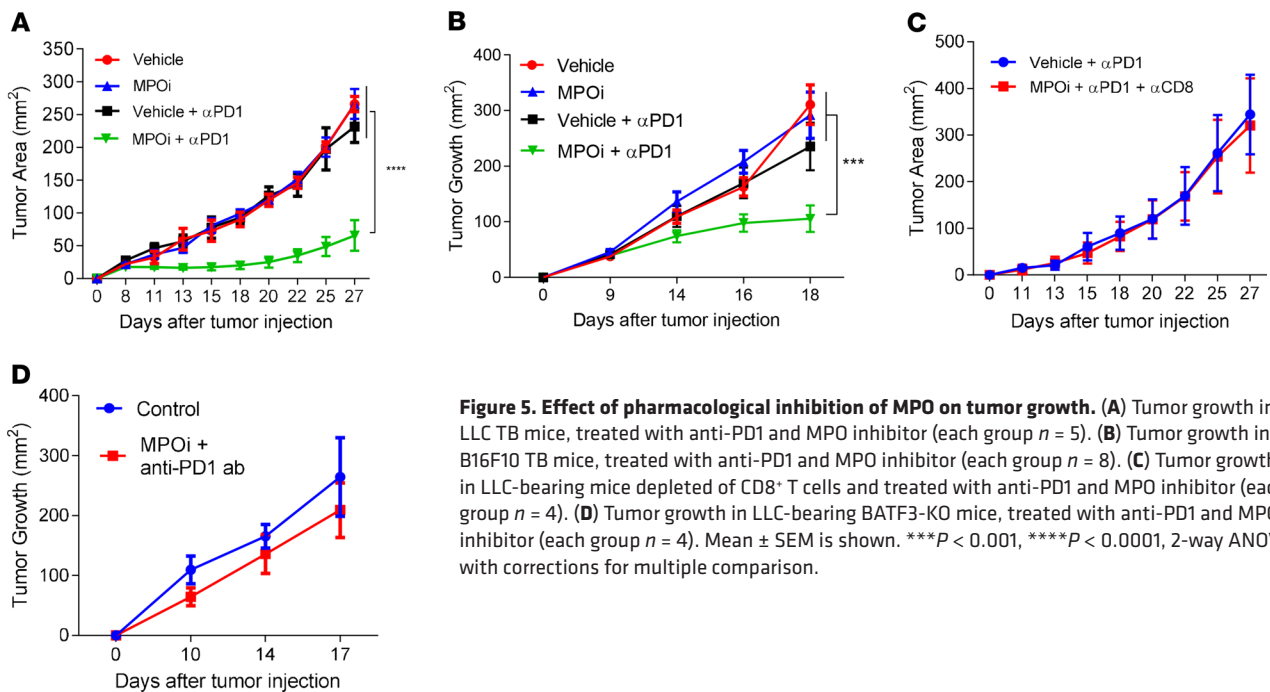 A
Tumor Area (mm²)
350
300
250
200
150
100
50
0
Vehicle
MPOi
Vehicle + αPD1
MPOi + αPD1
****
0 8 11 13 15 18 20 22 25 27
Days after tumor injection
B
Tumor Growth (mm²)
400
300
200
100
0
Vehicle
MPOi
Vehicle + αPD1
MPOi + αPD1
***
0 9 14 16 18
Days after tumor injection
C
Tumor Area (mm²)
500
400
300
200
100
0
Vehicle + αPD1
MPOi + αPD1 + αCD8
0 11 13 15 18 20 22 25 27
Days after tumor injection
D
Tumor Growth (mm²)
400
300
200
100
0
Control
MPOi +
anti-PD1 ab
0 10 14 17
Days after tumor injection
Figure 5. Effect of pharmacological inhibition of MPO on tumor growth. (A) Tumor growth in
LLC TB mice, treated with anti-PD1 and MPO inhibitor (each group n = 5). (B) Tumor growth in
B16F10 TB mice, treated with anti-PD1 and MPO inhibitor (each group n = 8). (C) Tumor growth
in LLC-bearing mice depleted of CD8⁺ T cells and treated with anti-PD1 and MPO inhibitor (eac
group n = 4). (D) Tumor growth in LLC-bearing BATF3-KO mice, treated with anti-PD1 and MPO
inhibitor (each group n = 4). Mean ± SEM is shown. ***P < 0.001, ****P < 0.0001, 2-way ANOV
with corrections for multiple comparison.